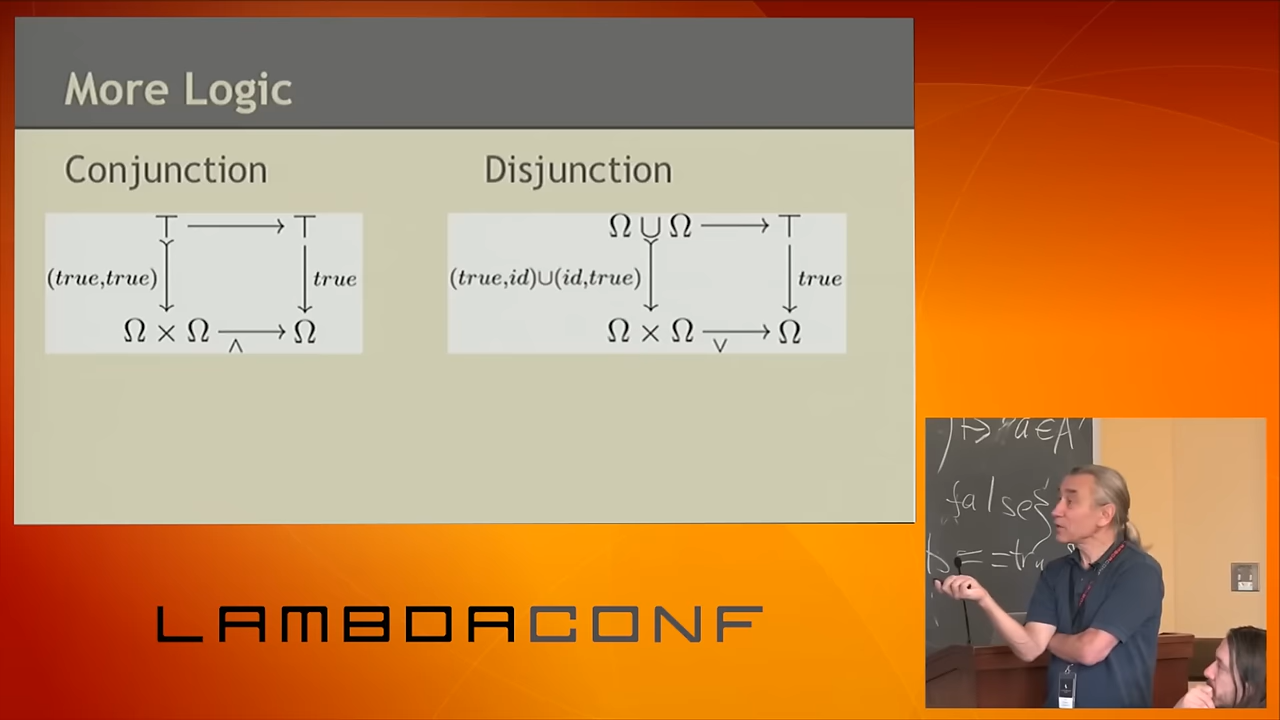 More Logic
Conjunction
⊤ ⟶ ⊤
(true,true)
true
Ω × Ω ⟶ Ω
∧
Disjunction
Ω ∪ Ω ⟶ ⊤
(true,id)∪(id,true)
true
Ω × Ω ⟶ Ω
∨
a∈A
false}
LAMBDACONF